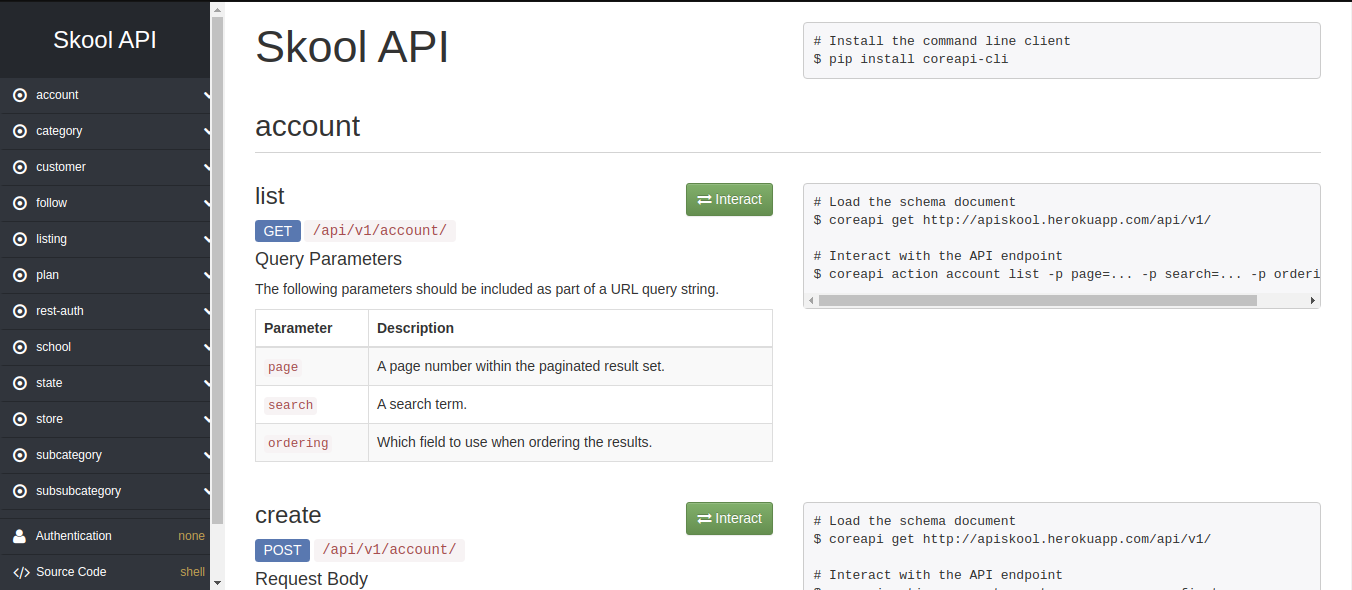 Skool API
account
category
customer
follow
listing
plan
rest-auth
school
state
store
subcategory
subsubcategory
Authentication none
</> Source Code shell
Skool API
# Install the command line client
$ pip install coreapi-cli
account
list
Interact
GET /api/v1/account/
Query Parameters
The following parameters should be included as part of a URL query string.
Parameter Description
page A page number within the paginated result set.
search A search term.
ordering Which field to use when ordering the results.
# Load the schema document
$ coreapi get http://apiskool.herokuapp.com/api/v1/
# Interact with the API endpoint
$ coreapi action account list -p page=... -p search=... -p orderi
create
Interact
POST /api/v1/account/
Request Body
# Load the schema document
$ coreapi get http://apiskool.herokuapp.com/api/v1/
# Interact with the API endpoint